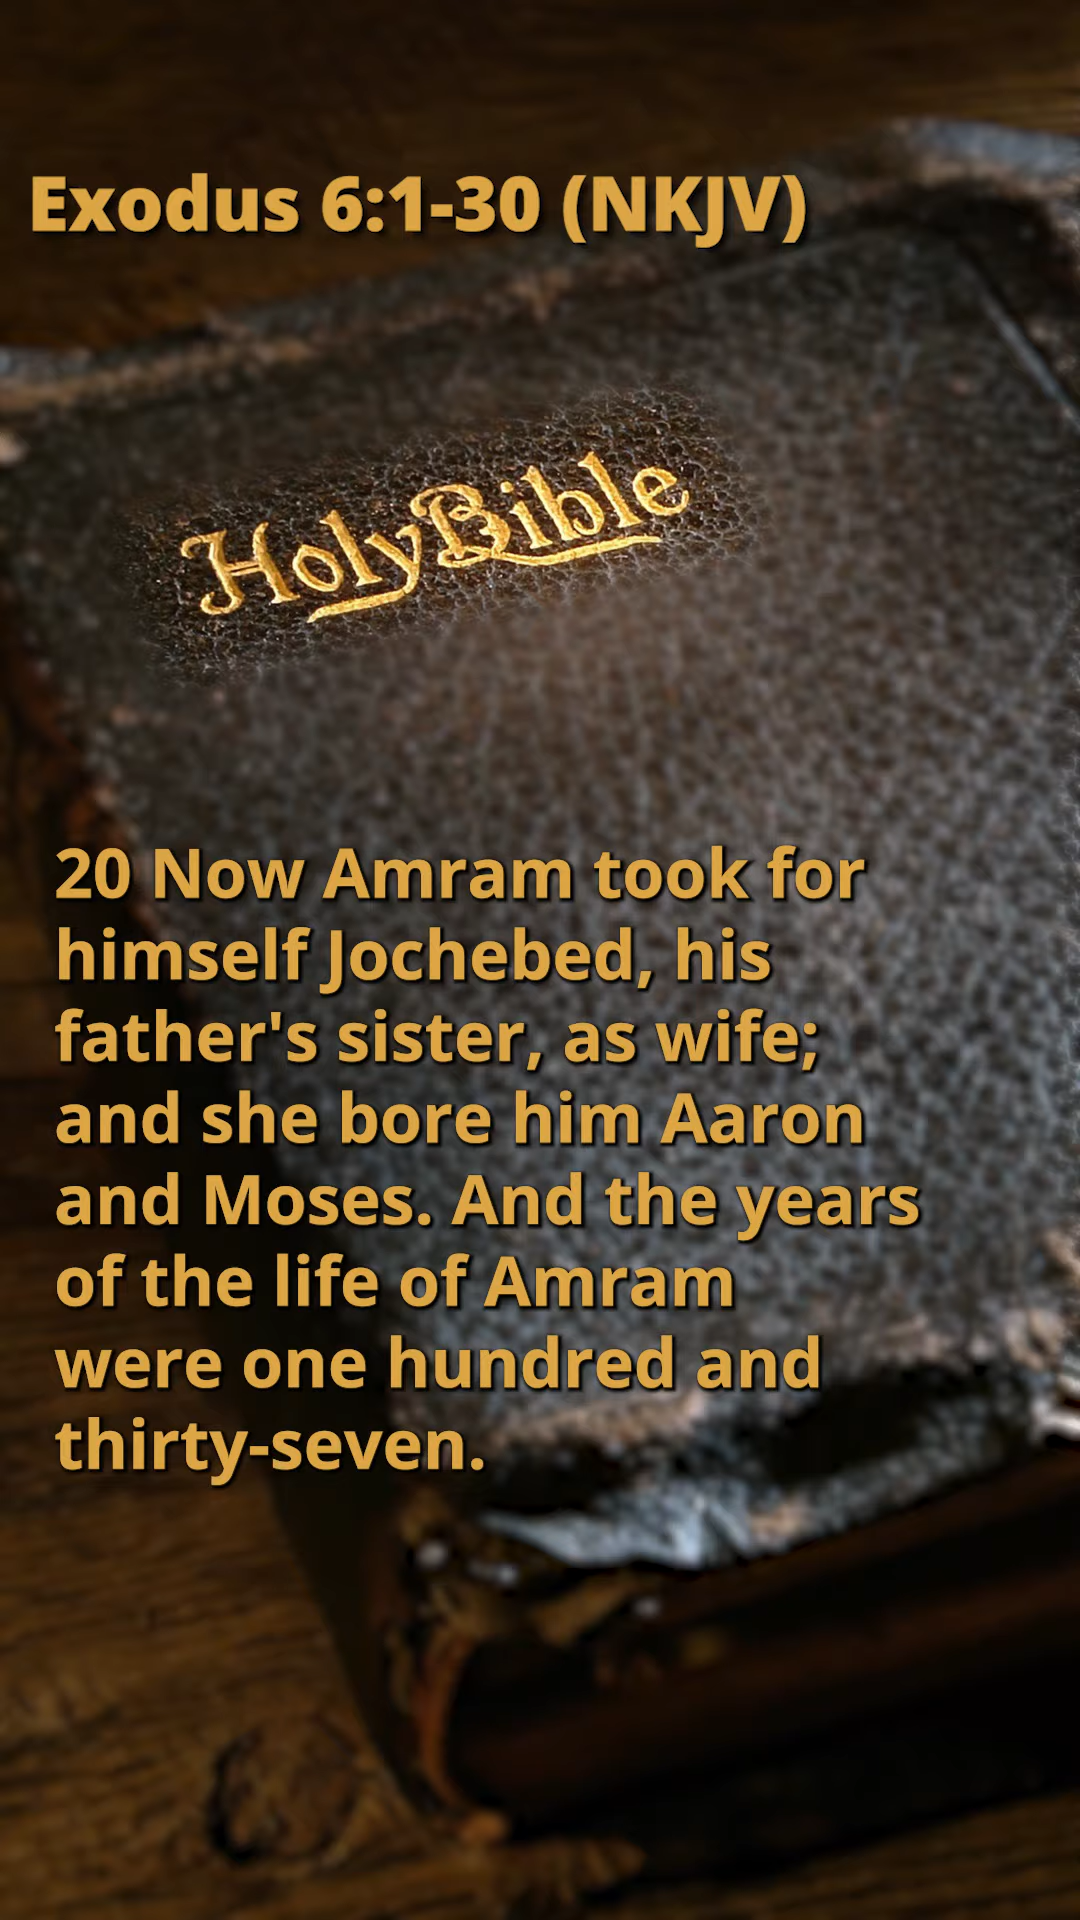 Exodus 6:1-30 (NKJV)
Holy Bible
20 Now Amram took for
himself Jochebed, his
father's sister, as wife;
and she bore him Aaron
and Moses. And the years
of the life of Amram
were one hundred and
thirty-seven.